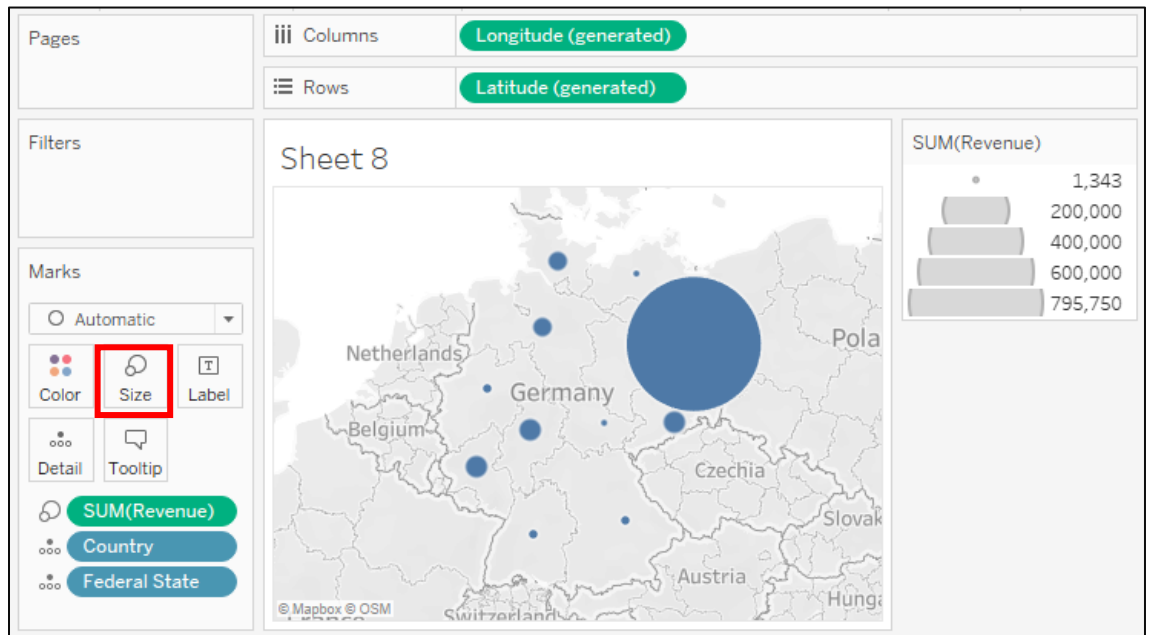 Pages
Columns
Longitude (generated)
Rows
Latitude (generated)
Filters
Sheet 8
SUM(Revenue)
1,343
200,000
400,000
600,000
795,750
Marks
Automatic
Color
Size
T
Label
Detail
Tooltip
SUM(Revenue)
Country
Federal State
Netherlands
Pola
Germany
Belgium
Czechia
Slovak
Austria
Hunga
Switzerland
France
© Mapbox © OSM